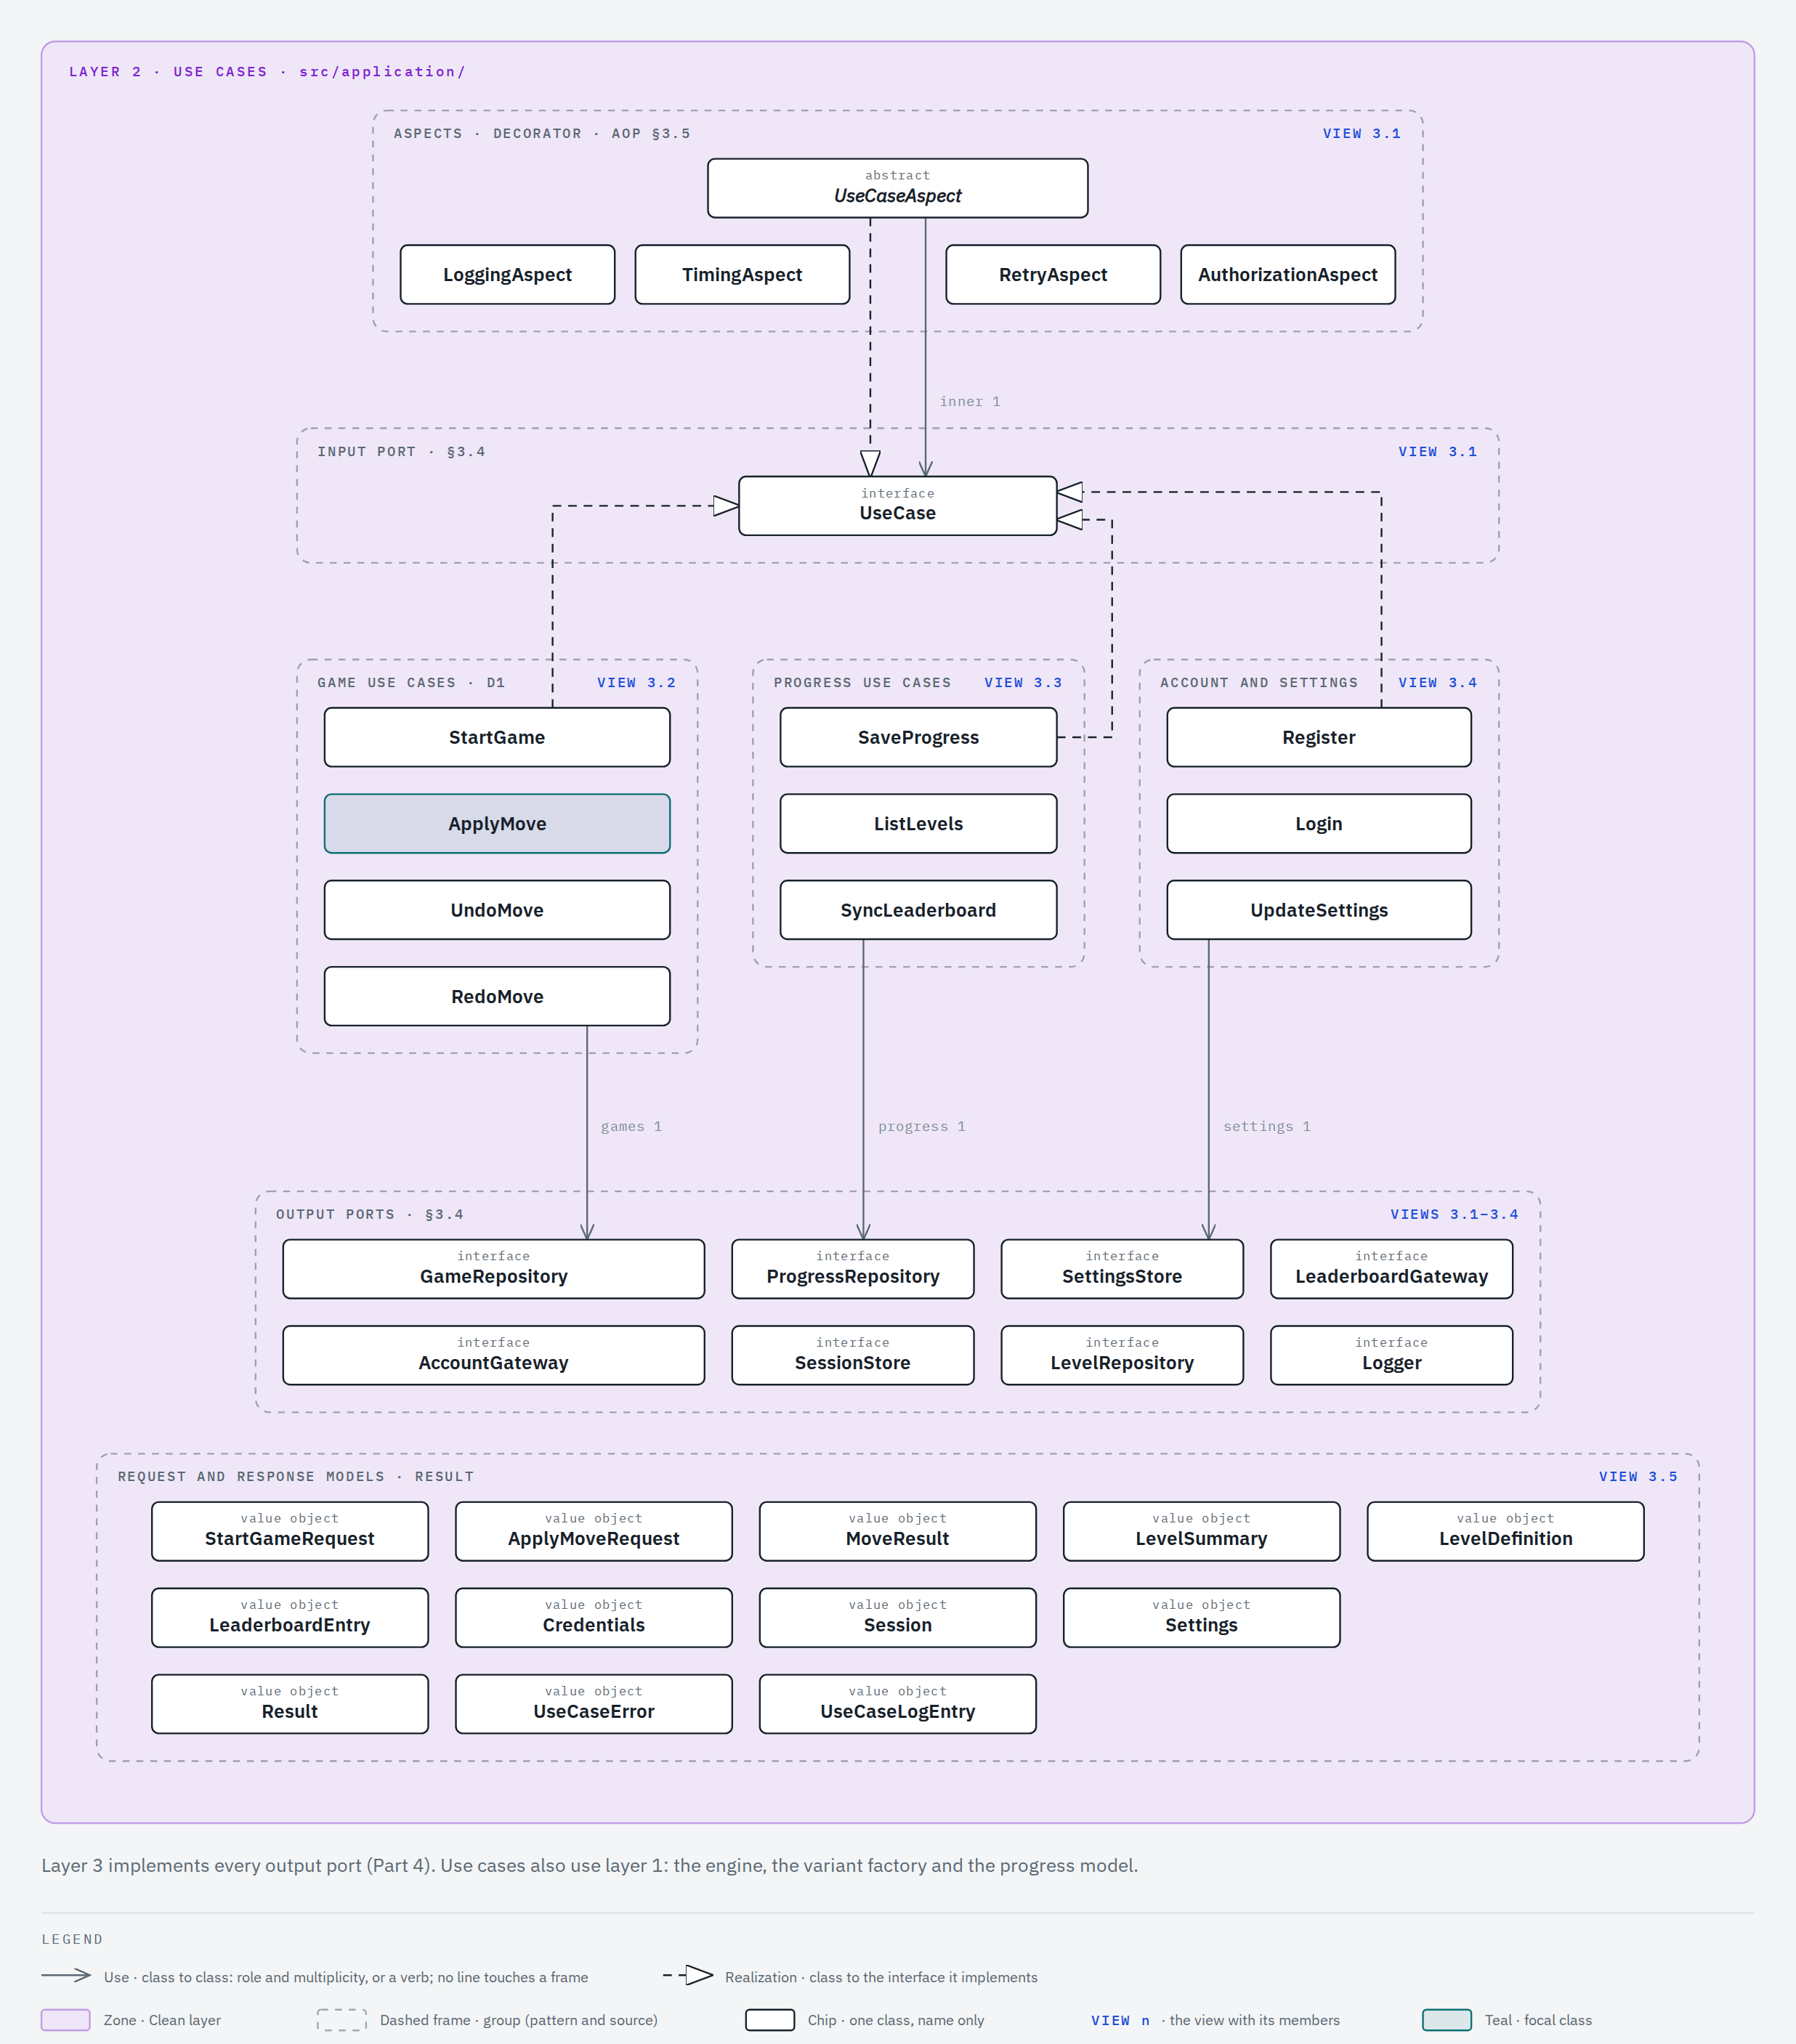 LAYER 2 · USE CASES · src/application/
ASPECTS · DECORATOR · AOP §3.5
VIEW 3.1
abstract
UseCaseAspect
LoggingAspect
TimingAspect
RetryAspect
AuthorizationAspect
inner 1
INPUT PORT · §3.4
VIEW 3.1
interface
UseCase
GAME USE CASES · D1
VIEW 3.2
StartGame
ApplyMove
UndoMove
RedoMove
PROGRESS USE CASES
VIEW 3.3
SaveProgress
ListLevels
SyncLeaderboard
ACCOUNT AND SETTINGS
VIEW 3.4
Register
Login
UpdateSettings
games 1
progress 1
settings 1
OUTPUT PORTS · §3.4
VIEWS 3.1–3.4
interface
GameRepository
interface
ProgressRepository
interface
SettingsStore
interface
LeaderboardGateway
interface
AccountGateway
interface
SessionStore
interface
LevelRepository
interface
Logger
REQUEST AND RESPONSE MODELS · RESULT
VIEW 3.5
value object
StartGameRequest
value object
ApplyMoveRequest
value object
MoveResult
value object
LevelSummary
value object
LevelDefinition
value object
LeaderboardEntry
value object
Credentials
value object
Session
value object
Settings
value object
Result
value object
UseCaseError
value object
UseCaseLogEntry
Layer 3 implements every output port (Part 4). Use cases also use layer 1: the engine, the variant factory and the progress model.
LEGEND
Use · class to class: role and multiplicity, or a verb; no line touches a frame
Realization · class to the interface it implements
Zone · Clean layer
Dashed frame · group (pattern and source)
Chip · one class, name only
VIEW n · the view with its members
Teal · focal class